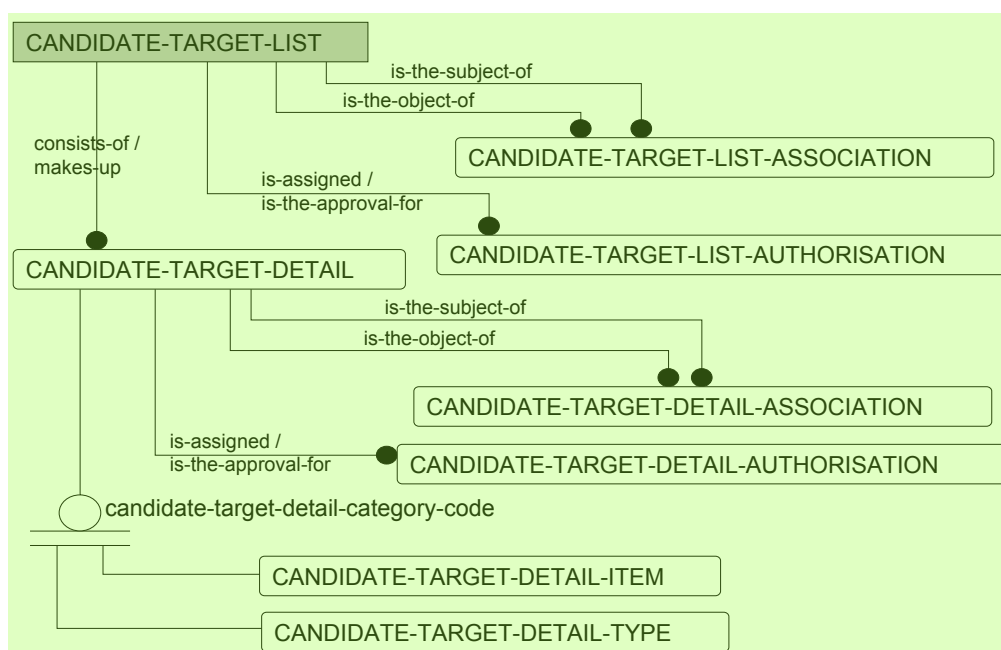 CANDIDATE-TARGET-LIST
is-the-subject-of
is-the-object-of
consists-of /
makes-up
CANDIDATE-TARGET-LIST-ASSOCIATION
is-assigned /
is-the-approval-for
CANDIDATE-TARGET-LIST-AUTHORISATION
CANDIDATE-TARGET-DETAIL
is-the-subject-of
is-the-object-of
CANDIDATE-TARGET-DETAIL-ASSOCIATION
is-assigned /
is-the-approval-for
CANDIDATE-TARGET-DETAIL-AUTHORISATION
candidate-target-detail-category-code
CANDIDATE-TARGET-DETAIL-ITEM
CANDIDATE-TARGET-DETAIL-TYPE